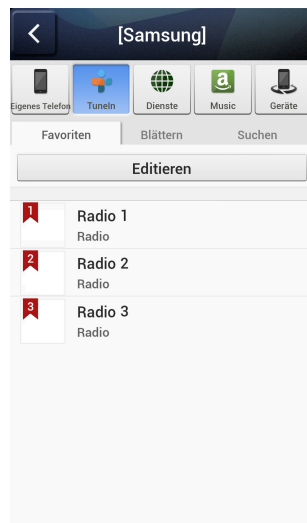 [Samsung]
Eigenes Telefon TuneIn Dienste Music Geräte
Favoriten Blättern Suchen
Editieren
1
Radio 1
Radio
2
Radio 2
Radio
3
Radio 3
Radio